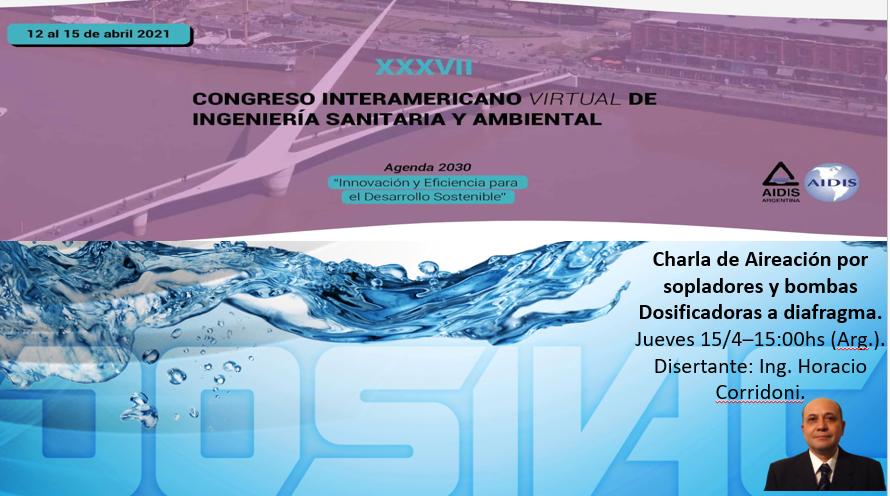 12 al 15 de abril 2021
XXXVII
CONGRESO INTERAMERICANO VIRTUAL DE
INGENIERÍA SANITARIA Y AMBIENTAL
Agenda 2030
"Innovación y Eficiencia para
el Desarrollo Sostenible"
AIDIS
ARGENTINA
AIDIS
Charla de Aireación por
sopladores y bombas
Dosificadoras a diafragma.
Jueves 15/4–15:00hs (Arg.).
Disertante: Ing. Horacio
Corridoni.
DOSIVAC